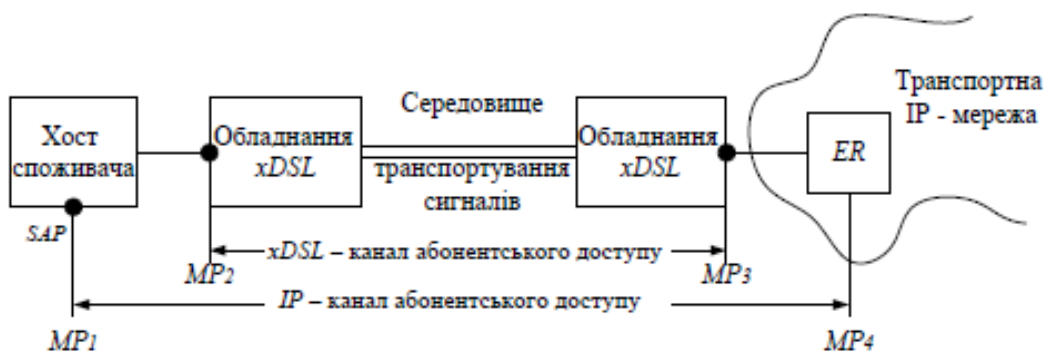 Хост
споживача
SAP
Обладнання
xDSL
Середовище
транспортування
сигналів
Обладнання
xDSL
ER
Транспортна
IP - мережа
xDSL – канал абонентського доступу
MP2
MP3
IP – канал абонентського доступу
MP1
MP4